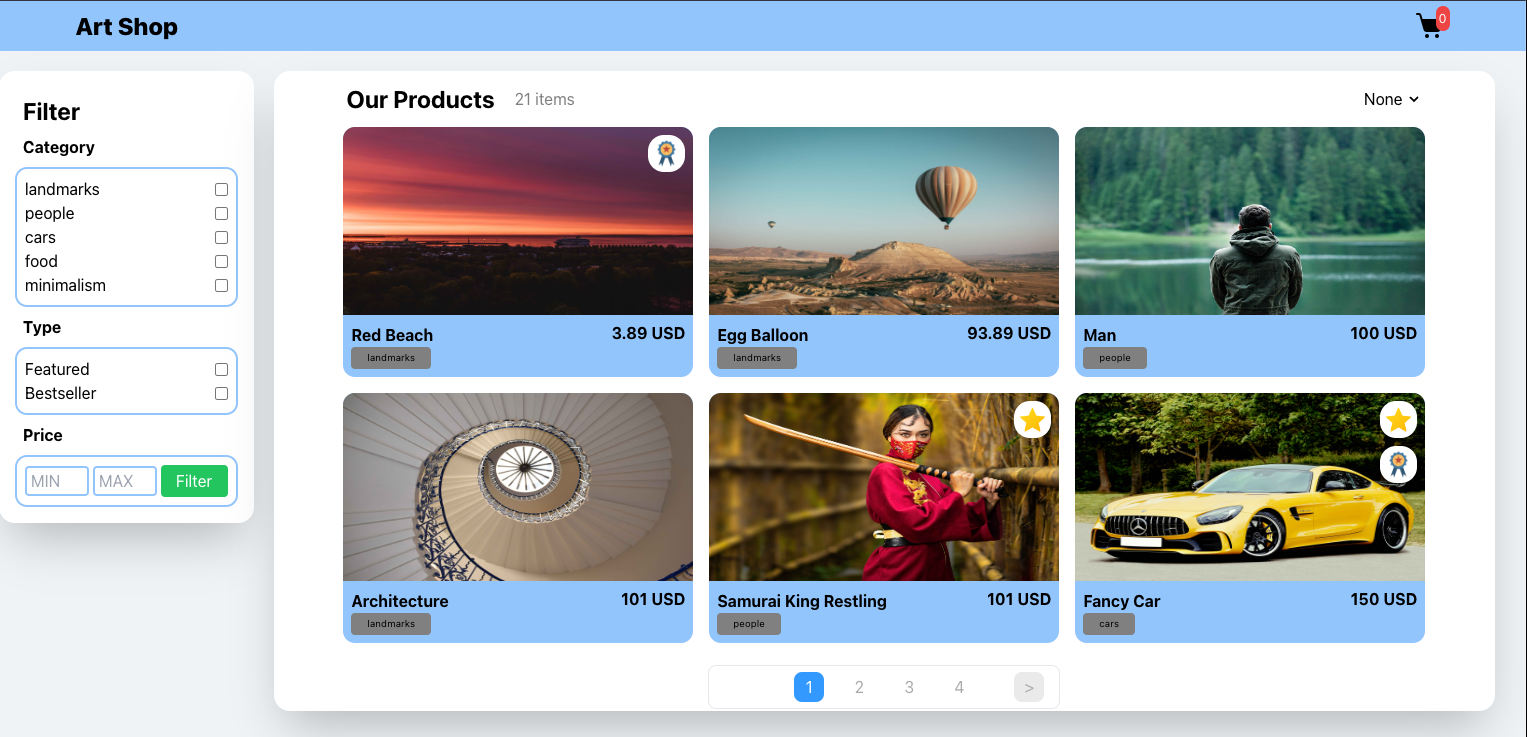 Art Shop
0
Filter
Category
landmarks
people
cars
food
minimalism
Type
Featured
Bestseller
Price
MIN MAX Filter
Our Products 21 items None
Red Beach 3.89 USD
landmarks
Egg Balloon 93.89 USD
landmarks
Man 100 USD
people
Architecture 101 USD
landmarks
Samurai King Restling 101 USD
people
Fancy Car 150 USD
cars
1 2 3 4 >